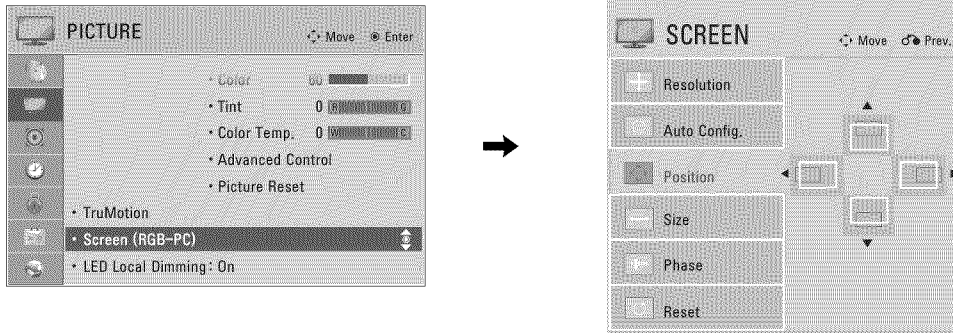 PICTURE
Move Enter
• Color 60
• Tint 0 R G
• Color Temp. 0 W C
• Advanced Control
• Picture Reset
• TruMotion
• Screen (RGB-PC)
• LED Local Dimming : On
SCREEN
Move Prev.
Resolution
Auto Config.
Position
Size
Phase
Reset